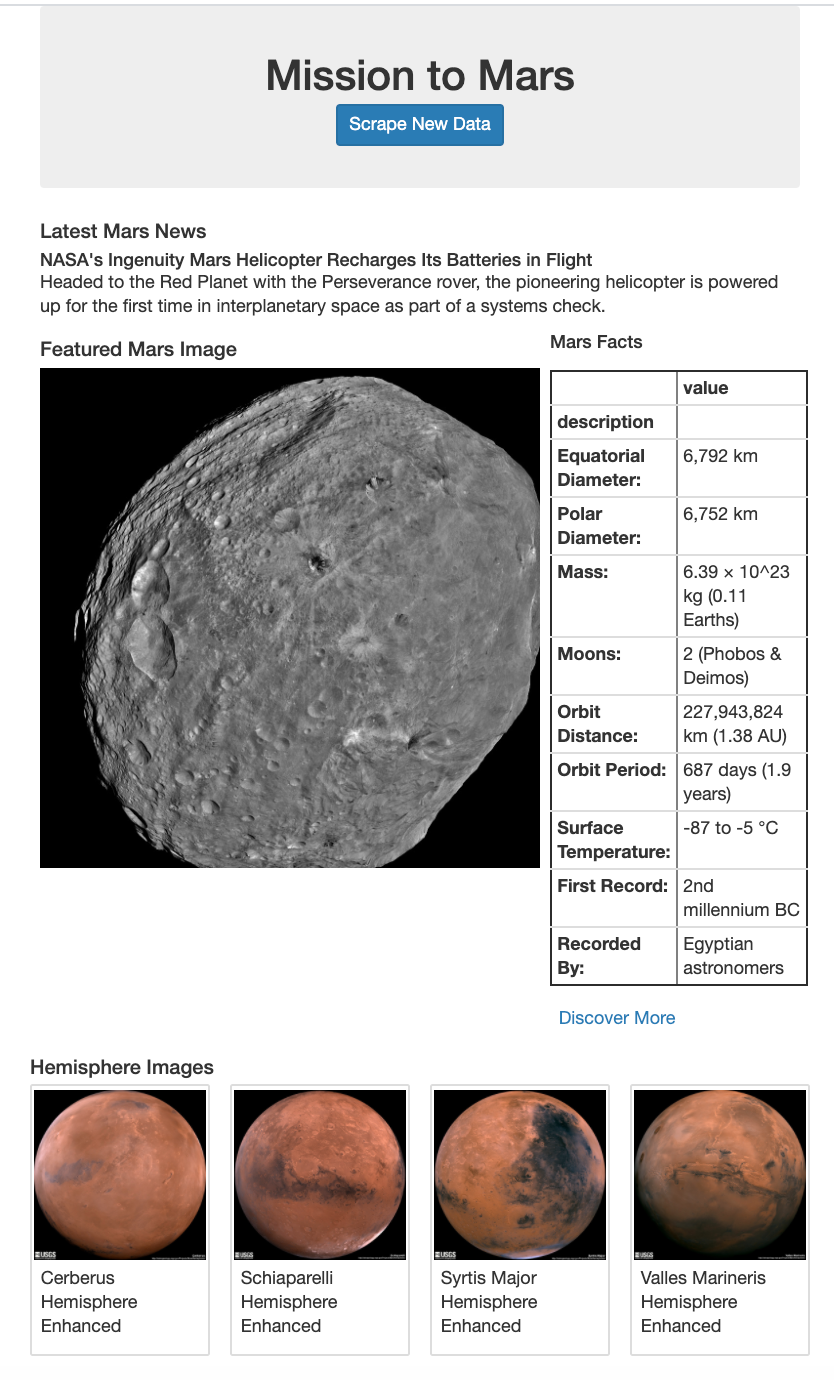 Mission to Mars
Scrape New Data
Latest Mars News
NASA's Ingenuity Mars Helicopter Recharges Its Batteries in Flight
Headed to the Red Planet with the Perseverance rover, the pioneering helicopter is powered
up for the first time in interplanetary space as part of a systems check.
Featured Mars Image
Mars Facts
value
description
Equatorial
Diameter:
6,792 km
Polar
Diameter:
6,752 km
Mass:
6.39 × 10^23
kg (0.11
Earths)
Moons:
2 (Phobos &
Deimos)
Orbit
Distance:
227,943,824
km (1.38 AU)
Orbit Period:
687 days (1.9
years)
Surface
Temperature:
-87 to -5 °C
First Record:
2nd
millennium BC
Recorded
By:
Egyptian
astronomers
Discover More
Hemisphere Images
USGS
USGS
USGS
USGS
Cerberus
Hemisphere
Enhanced
Schiaparelli
Hemisphere
Enhanced
Syrtis Major
Hemisphere
Enhanced
Valles Marineris
Hemisphere
Enhanced